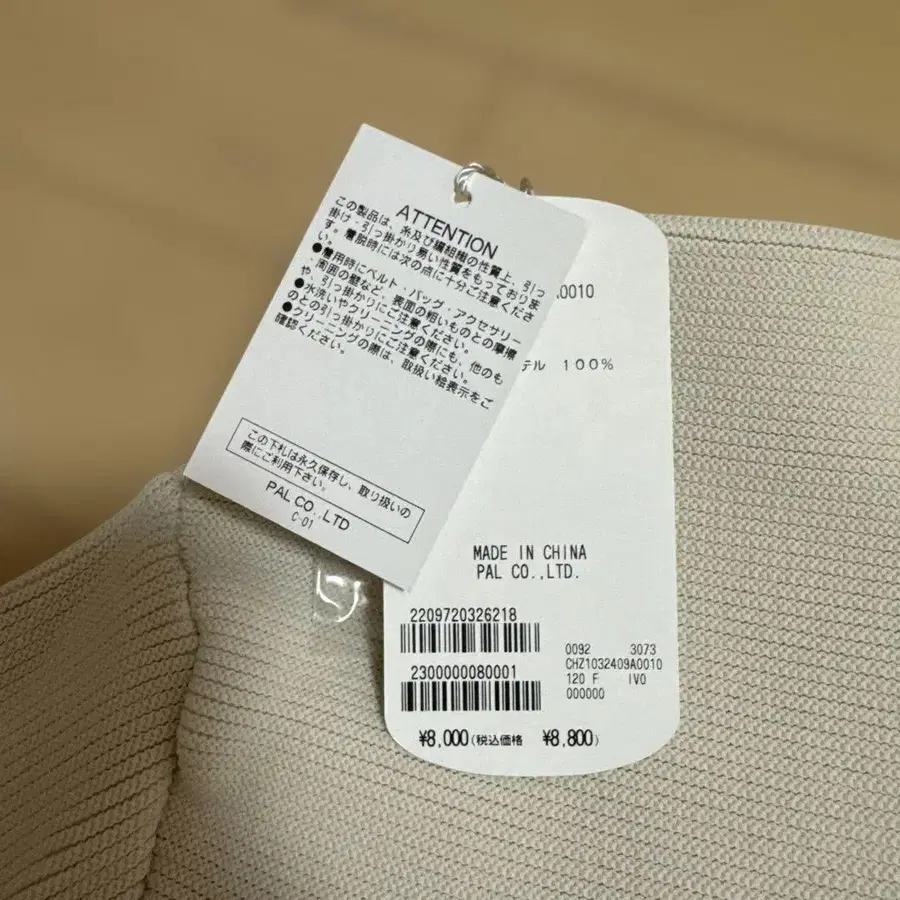 ATTENTION
この製品は、糸及び編組織の性質上、引っ
掛け・引っ掛かり易い性質をもっておりま
す。着脱時には次の点に十分ご注意くださ
い。
●着用時にベルト・バッグ・アクセサリー
や、周囲の壁など、表面の粗いものとの摩擦
、引っ掛かりにご注意ください。
●水洗いやクリーニングの際にも、他のも
のとの引っ掛かりにご注意ください。
●クリーニングの際は、取扱い絵表示をご
確認ください。
この下札は永久保存し、取り扱いの
際にご利用下さい。
PAL CO.,LTD
C-01
A0010
テル 100%
MADE IN CHINA
PAL CO.,LTD.
2209720326218
2300000080001
0092 3073
CHZ1032409A0010
120 F IVO
000000
¥8,000(税込価格 ¥8,800)